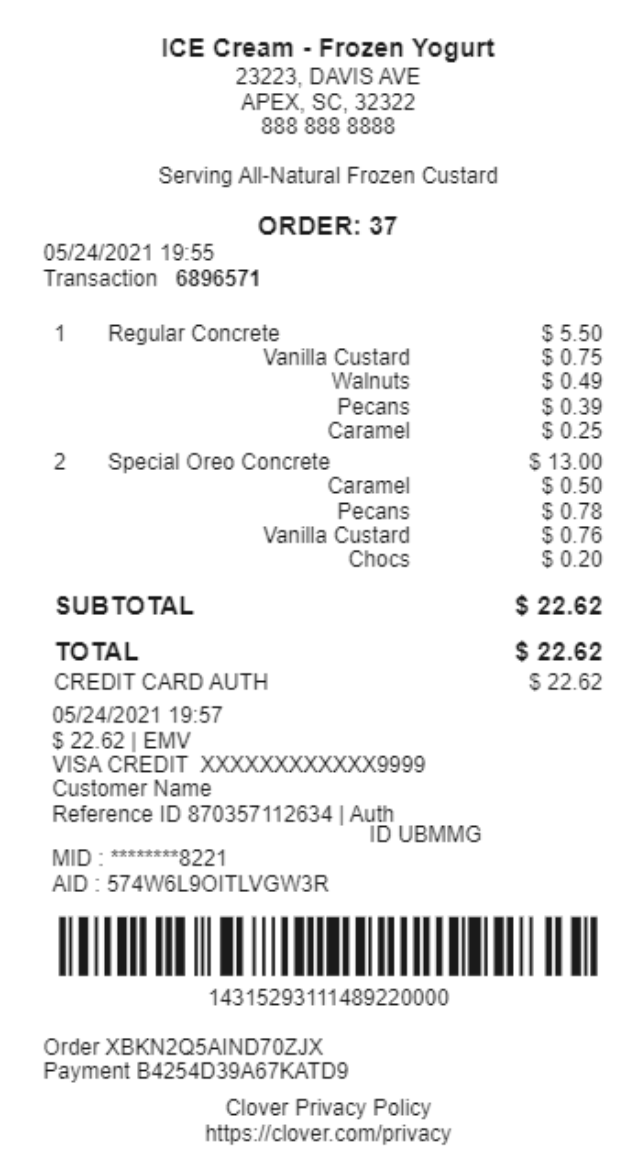 ICE Cream - Frozen Yogurt
23223, DAVIS AVE
APEX, SC, 32322
888 888 8888
Serving All-Natural Frozen Custard
ORDER: 37
05/24/2021 19:55
Transaction 6896571
1 Regular Concrete $ 5.50
Vanilla Custard $ 0.75
Walnuts $ 0.49
Pecans $ 0.39
Caramel $ 0.25
2 Special Oreo Concrete $ 13.00
Caramel $ 0.50
Pecans $ 0.78
Vanilla Custard $ 0.76
Chocs $ 0.20
SUBTOTAL $ 22.62
TOTAL $ 22.62
CREDIT CARD AUTH $ 22.62
05/24/2021 19:57
$ 22.62 | EMV
VISA CREDIT XXXXXXXXXXXX9999
Customer Name
Reference ID 870357112634 | Auth
ID UBMMG
MID : ********8221
AID : 574W6L9OITLVGW3R
14315293111489220000
Order XBKN2Q5AIND70ZJX
Payment B4254D39A67KATD9
Clover Privacy Policy
https://clover.com/privacy